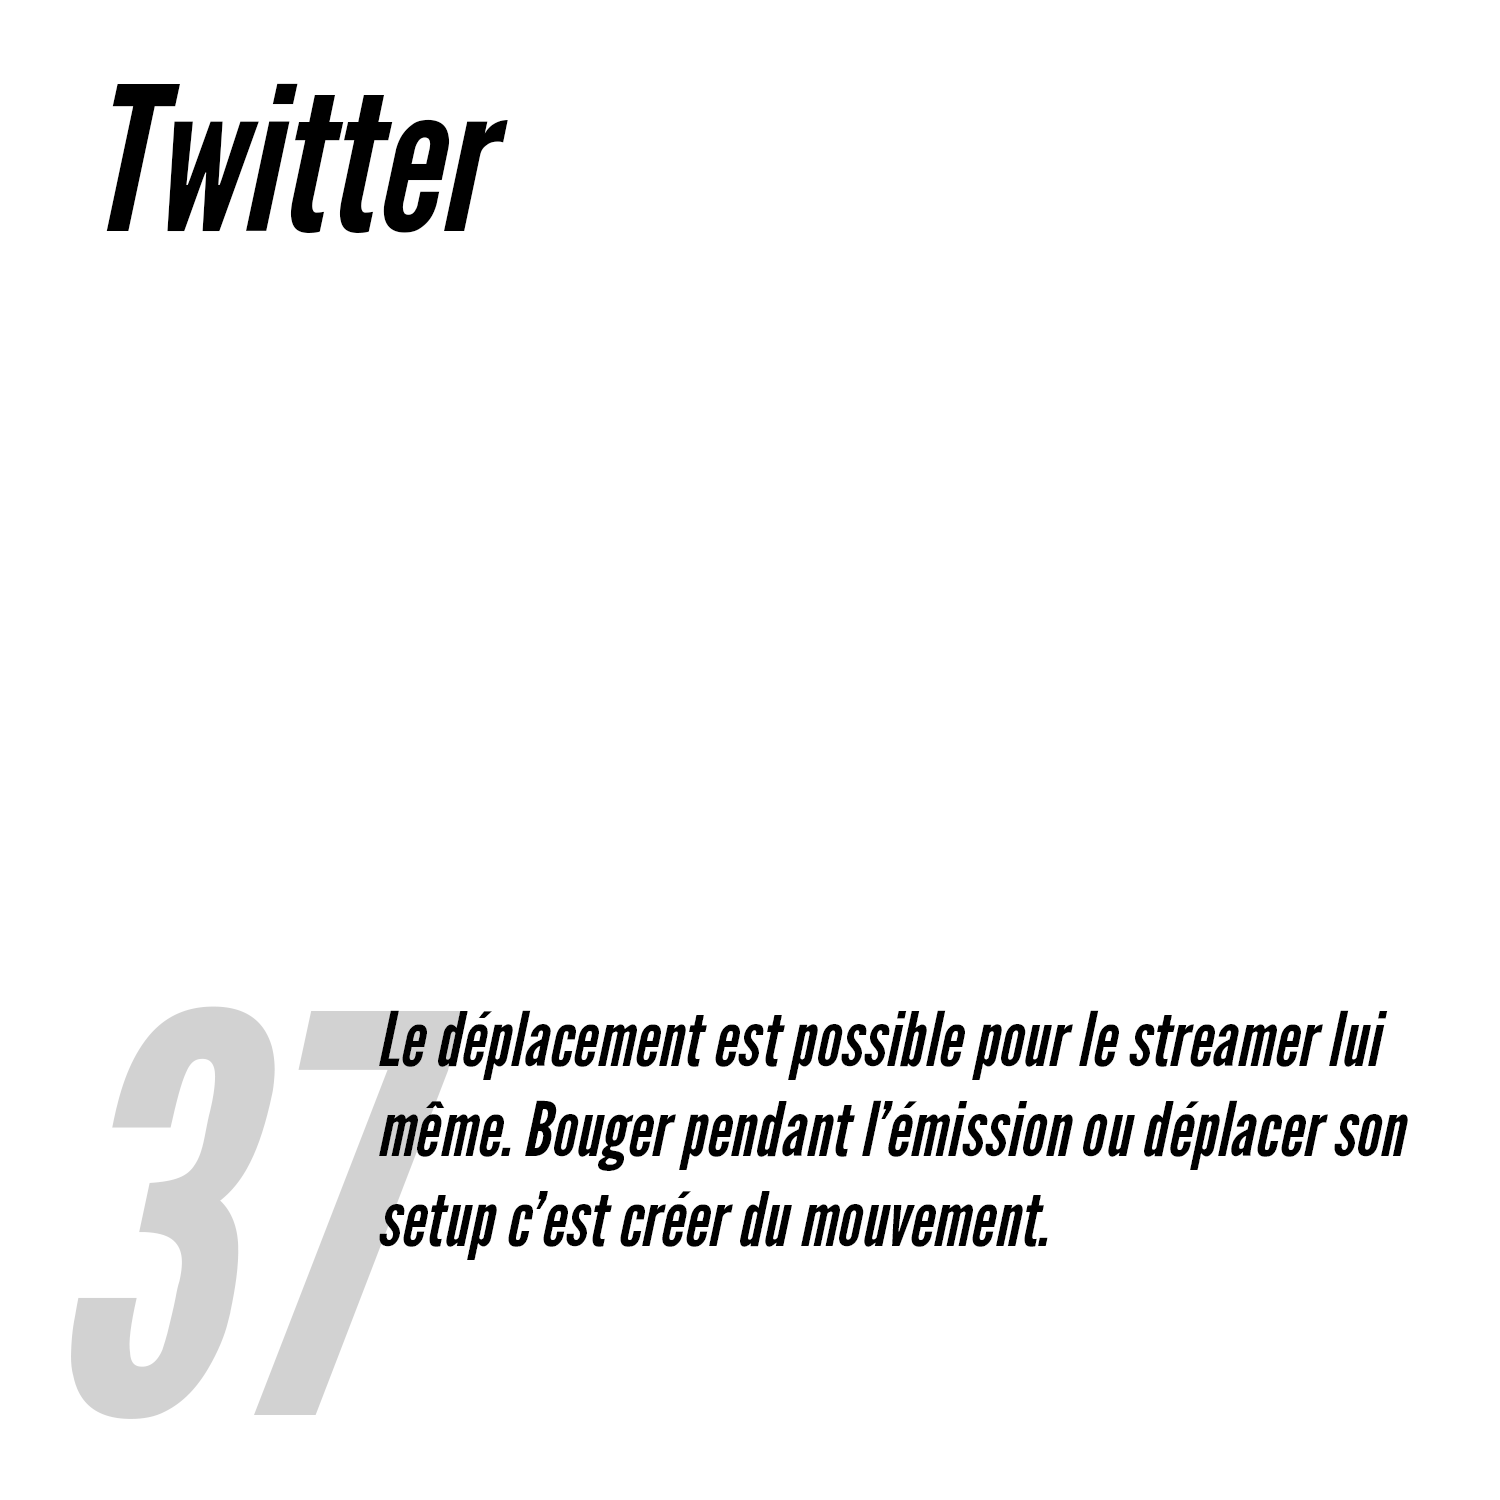 Twitter
37
Le déplacement est possible pour le streamer lui
même. Bouger pendant l’émission ou déplacer son
setup c’est créer du mouvement.